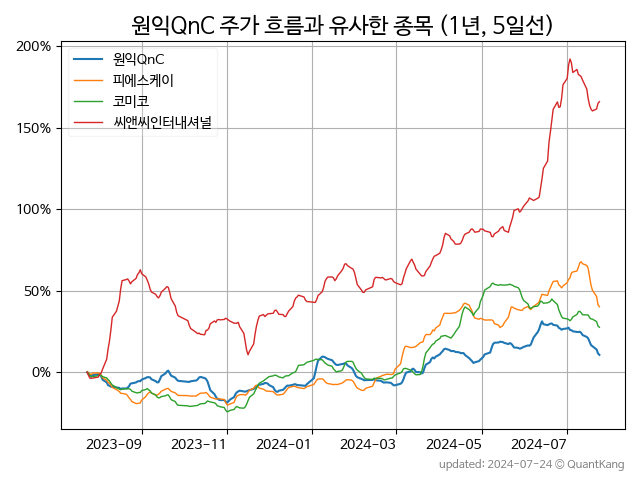 원익QnC 주가 흐름과 유사한 종목 (1년, 5일선)
200%
150%
100%
50%
0%
원익QnC
피에스케이
코미코
씨앤씨인터내셔널
2023-09
2023-11
2024-01
2024-03
2024-05
2024-07
updated: 2024-07-24 © QuantKang